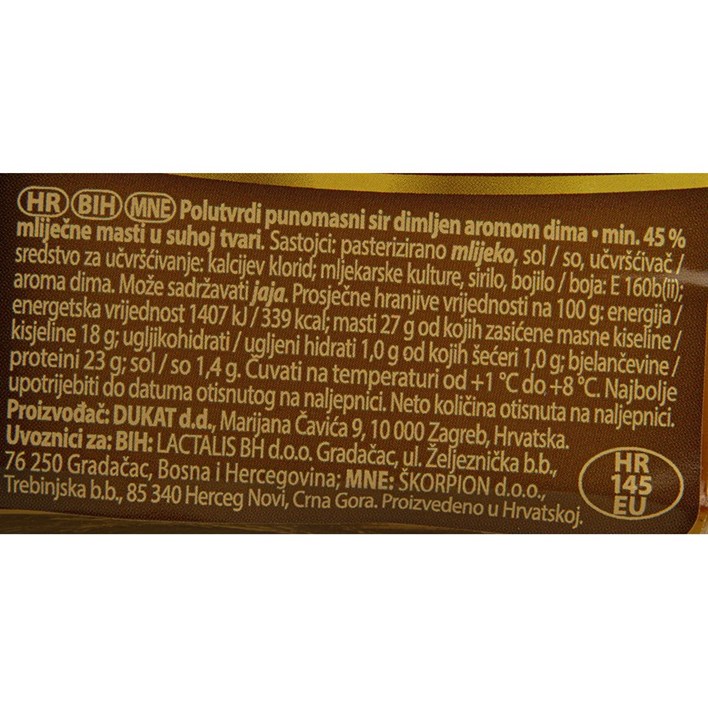 HR BIH MNE Polutvrdi punomasni sir dimljen aromom dima • min. 45 %
mliječne masti u suhoj tvari. Sastojci: pasterizirano mlijeko, sol / so, učvršćivač /
sredstvo za učvršćivanje: kalcijev klorid; mljekarske kulture, sirilo, bojilo / boja: E 160b(ii);
aroma dima. Može sadržavati jaja. Prosječne hranjive vrijednosti na 100 g: energija /
energetska vrijednost 1407 kJ / 339 kcal; masti 27 g od kojih zasićene masne kiseline /
kisjeline 18 g; ugljikohidrati / ugljeni hidrati 1,0 g od kojih šećeri 1,0 g; bjelančevine /
proteini 23 g; sol / so 1,4 g. Čuvati na temperaturi od +1 °C do +8 °C. Najbolje
upotrijebiti do datuma otisnutog na naljepnici. Neto količina otisnuta na naljepnici.
Proizvođač: DUKAT d.d., Marijana Čavića 9, 10 000 Zagreb, Hrvatska.
Uvoznici za: BIH: LACTALIS BH d.o.o. Gradačac, ul. Željeznička b.b.,
76 250 Gradačac, Bosna i Hercegovina; MNE: ŠKORPION d.o.o.,
Trebinjska b.b., 85 340 Herceg Novi, Crna Gora. Proizvedeno u Hrvatskoj.
HR
145
EU